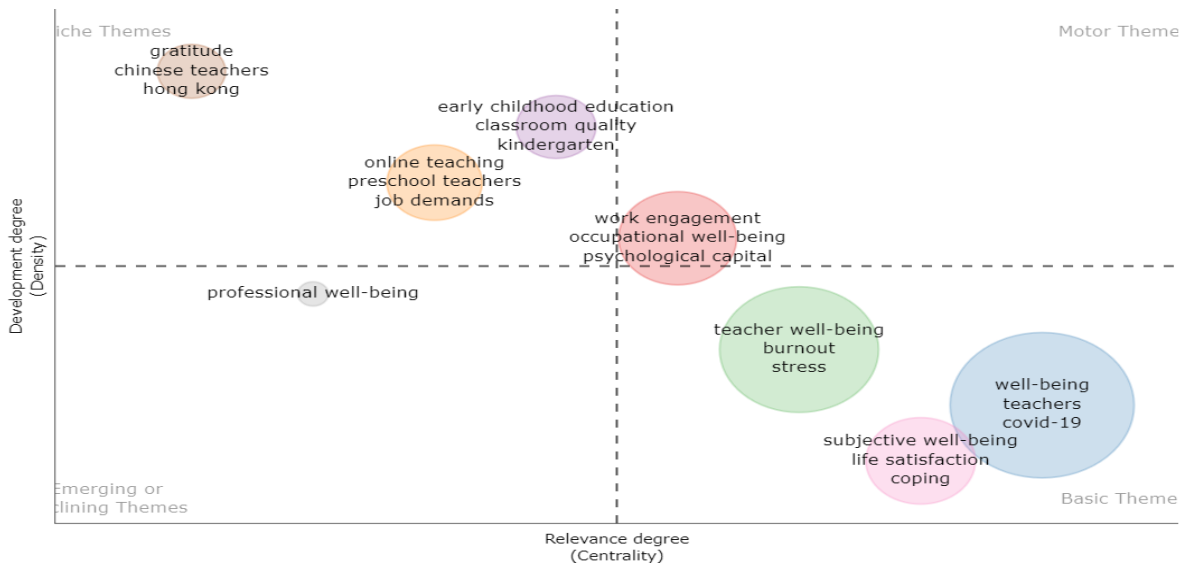 iche Themes
Motor Theme
gratitude
chinese teachers
hong kong
early childhood education
classroom quality
kindergarten
online teaching
preschool teachers
job demands
work engagement
occupational well-being
psychological capital
professional well-being
teacher well-being
burnout
stress
well-being
teachers
covid-19
subjective well-being
life satisfaction
coping
Emerging or
clining Themes
Basic Theme
Development degree
(Density)
Relevance degree
(Centrality)